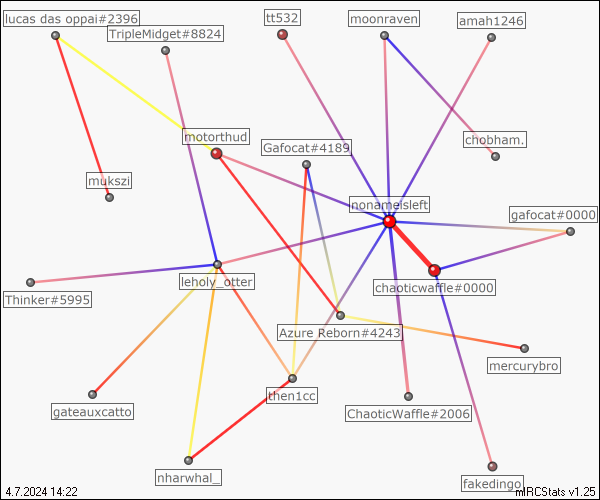 lucas das oppai#2396
TripleMidget#8824
tt532
moonraven
amah1246
motorthud
Gafocat#4189
chobham.
mukszi
nonameisleft
gafocat#0000
leholy_otter
chaoticwaffle#0000
Thinker#5995
Azure Reborn#4243
mercurybro
then1cc
gateauxcatto
ChaoticWaffle#2006
nharwhal_
fakedingo
4.7.2024 14:22
mIRCStats v1.25